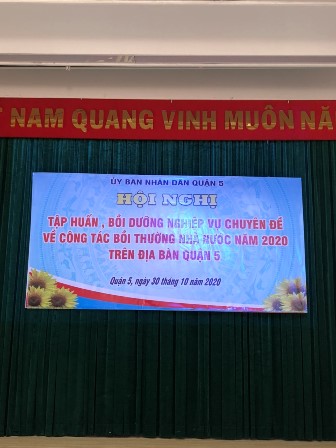 NAM QUANG VINH MUÔN NĂ
ỦY BAN NHÂN DÂN QUẬN 5
HỘI NGHỊ
TẬP HUẤN , BỒI DƯỠNG NGHIỆP VỤ CHUYÊN ĐỀ
VỀ CÔNG TÁC BỒI THƯỜNG NHÀ NƯỚC NĂM 2020
TRÊN ĐỊA BÀN QUẬN 5
Quận 5, ngày 30 tháng 10 năm 2020